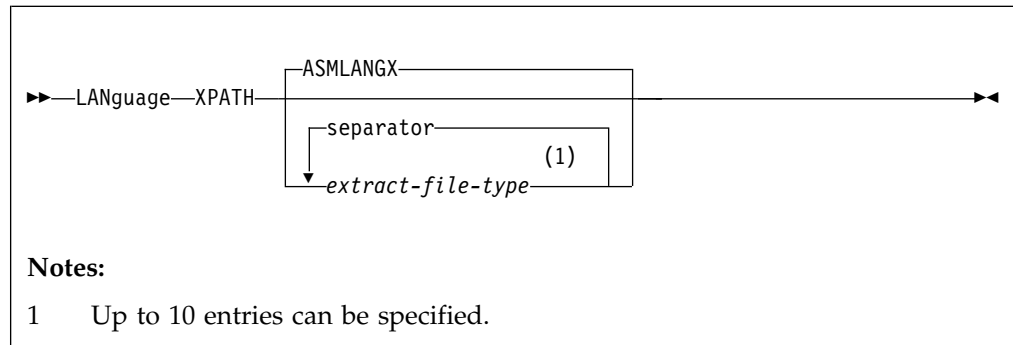 ASMLANGX
LANguage XPATH
separator
(1)
extract-file-type
Notes:
1 Up to 10 entries can be specified.